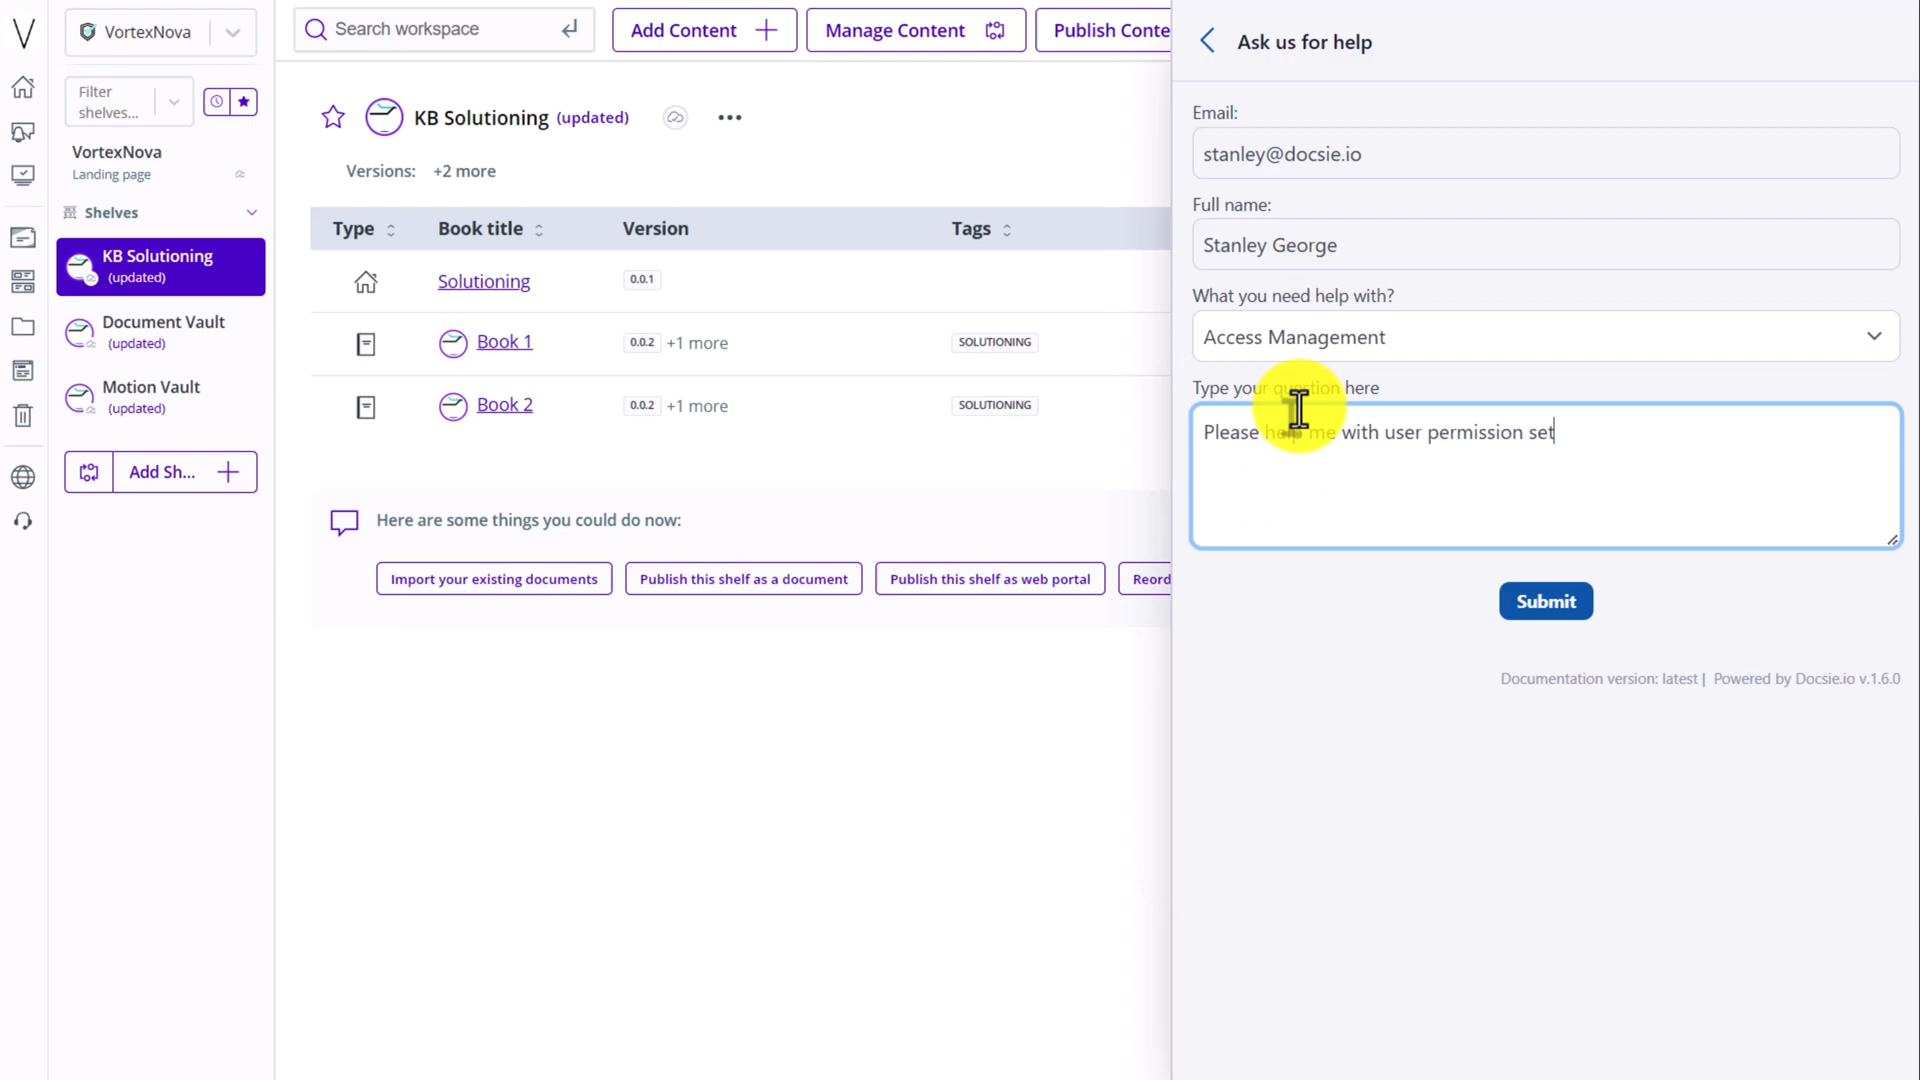 VortexNova
Filter
shelves...
VortexNova
Landing page
Shelves
KB Solutioning
(updated)
Document Vault
(updated)
Motion Vault
(updated)
Add Sh...
Search workspace
Add Content
Manage Content
Publish Conte
KB Solutioning (updated)
Versions: +2 more
Type Book title Version Tags
Solutioning 0.0.1
Book 1 0.0.2 +1 more SOLUTIONING
Book 2 0.0.2 +1 more SOLUTIONING
Here are some things you could do now:
Import your existing documents Publish this shelf as a document Publish this shelf as web portal Reord
Ask us for help
Email:
stanley@docsie.io
Full name:
Stanley George
What you need help with?
Access Management
Type your question here
Please help me with user permission set
Submit
Documentation version: latest | Powered by Docsie.io v.1.6.0